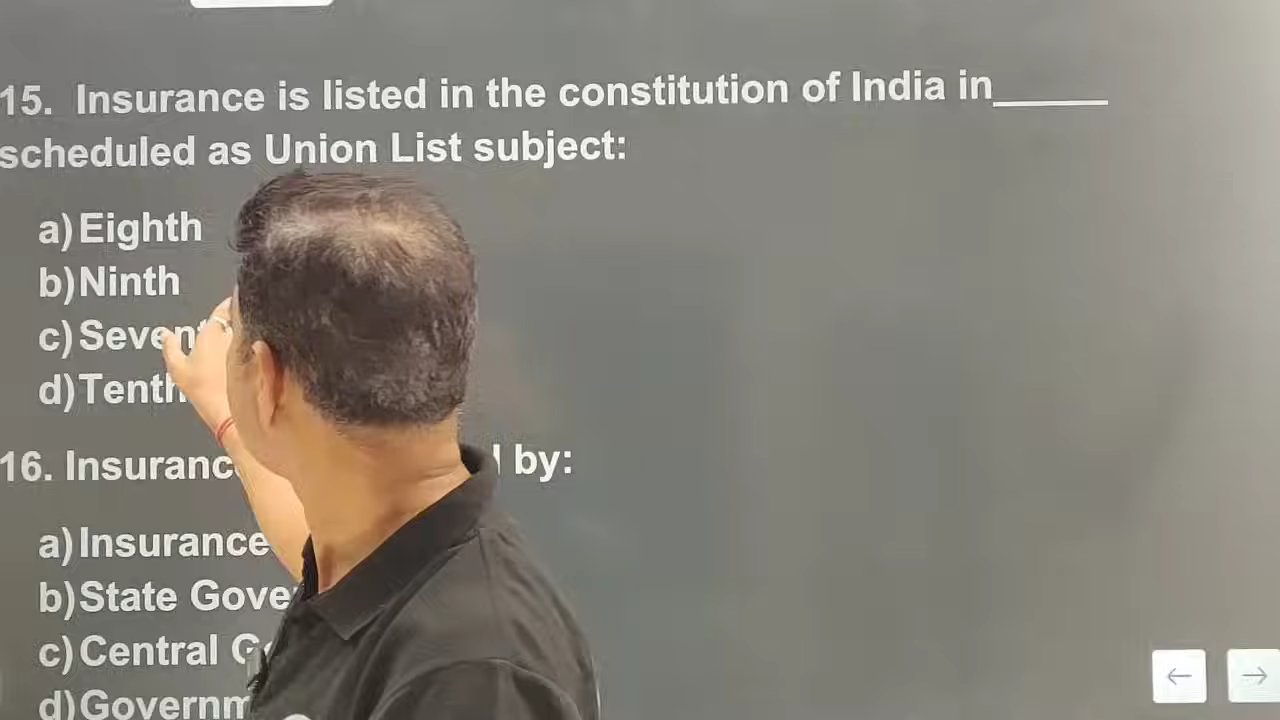 15. Insurance is listed in the constitution of India in______
scheduled as Union List subject:
a) Eighth
b) Ninth
c) Sevent
d) Tenth
16. Insuranc by:
a) Insurance
b) State Gove
c) Central G
d) Governm